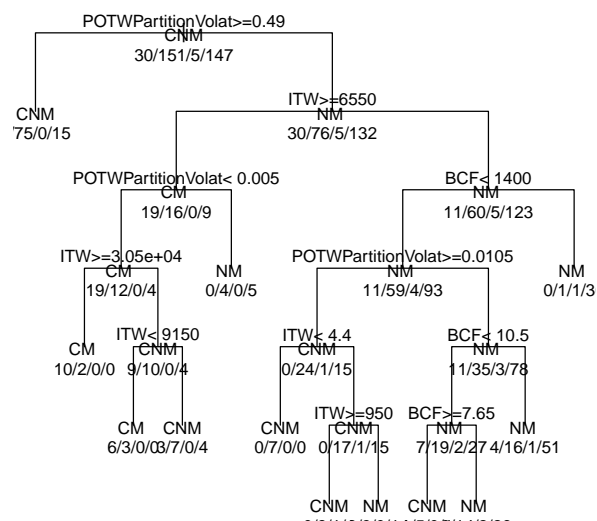 POTWPartitionVolat>=0.49
CNM
30/151/5/147
ITW>=6550
CNM
NM
/75/0/15
30/76/5/132
POTWPartitionVolat< 0.005
BCF< 1400
CM
NM
19/16/0/9
11/60/5/123
ITW>=3.05e+04
POTWPartitionVolat>=0.0105
CM
NM
NM
NM
19/12/0/4
0/4/0/5
11/59/4/93
0/1/1/3
ITW< 9150
ITW< 4.4
BCF< 10.5
CM
CNM
CNM
NM
10/2/0/0
9/10/0/4
0/24/1/15
11/35/3/78
ITW>=950
BCF>=7.65
CM
CNM
CNM
CNM
NM
NM
6/3/0/0
3/7/0/4
0/7/0/0
0/17/1/15
7/19/2/27
4/16/1/51
CNM
NM
CNM
NM